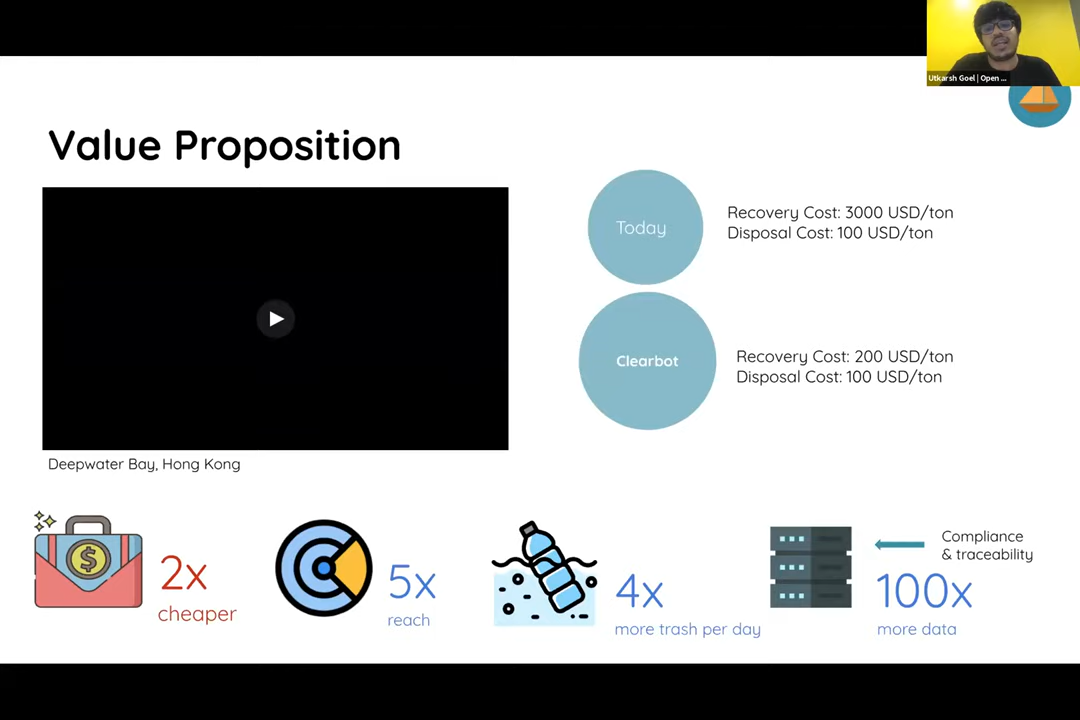 Utkarsh Goel | Open ...
Value Proposition
Today
Recovery Cost: 3000 USD/ton
Disposal Cost: 100 USD/ton
Clearbot
Recovery Cost: 200 USD/ton
Disposal Cost: 100 USD/ton
Deepwater Bay, Hong Kong
$
2x
cheaper
5x
reach
4x
more trash per day
Compliance
& traceability
100x
more data